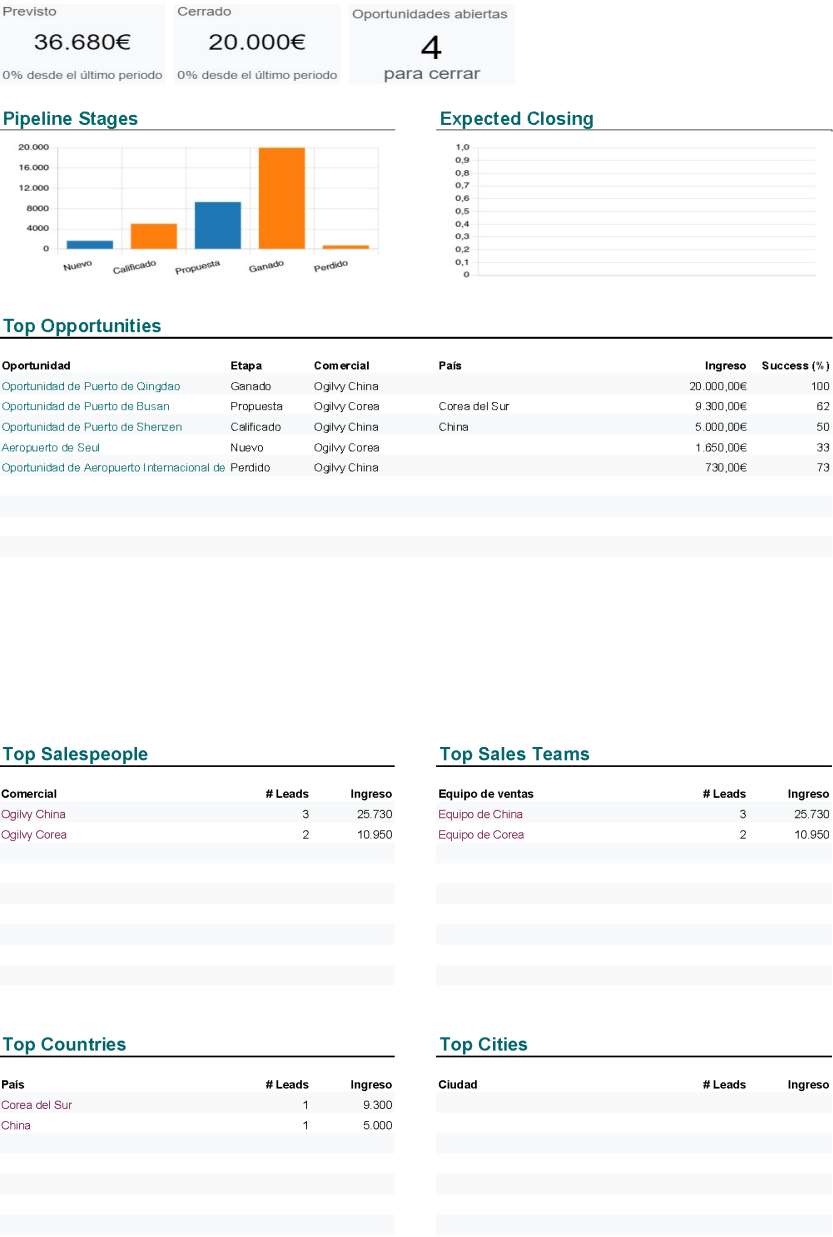 Previsto
36.680€
0% desde el último periodo
Cerrado
20.000€
0% desde el último periodo
Oportunidades abiertas
4
para cerrar
Pipeline Stages
20.000
16.000
12.000
8000
4000
0
Nuevo
Calificado
Propuesta
Ganado
Perdido
Expected Closing
1,0
0,9
0,8
0,7
0,6
0,5
0,4
0,3
0,2
0,1
0
Top Opportunities
Oportunidad Etapa Comercial País Ingreso Success (%)
Oportunidad de Puerto de Qingdao Ganado Ogilvy China 20.000,00€ 100
Oportunidad de Puerto de Busan Propuesta Ogilvy Corea Corea del Sur 9.300,00€ 62
Oportunidad de Puerto de Shenzen Calificado Ogilvy China China 5.000,00€ 50
Aeropuerto de Seul Nuevo Ogilvy Corea 1.650,00€ 33
Oportunidad de Aeropuerto Internacional de Perdido Ogilvy China 730,00€ 73
Top Salespeople
Comercial # Leads Ingreso
Ogilvy China 3 25.730
Ogilvy Corea 2 10.950
Top Sales Teams
Equipo de ventas # Leads Ingreso
Equipo de China 3 25.730
Equipo de Corea 2 10.950
Top Countries
País # Leads Ingreso
Corea del Sur 1 9.300
China 1 5.000
Top Cities
Ciudad # Leads Ingreso